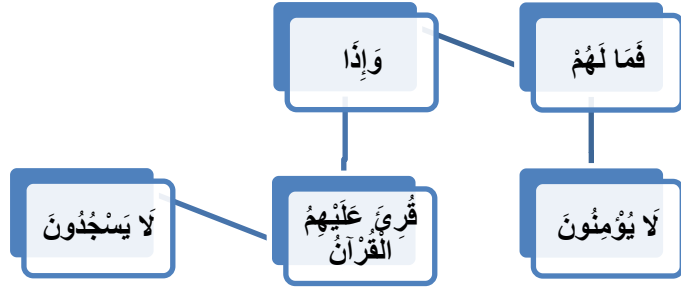 فَمَا لَهُمْ
لَا يُؤْمِنُونَ
وَإِذَا
قُرِئَ عَلَيْهِمُ
الْقُرْآنُ
لَا يَسْجُدُونَ